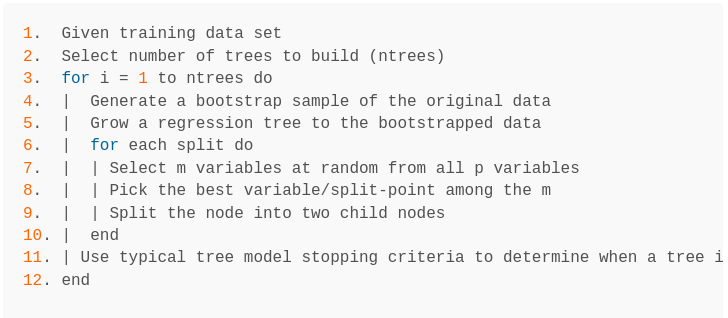 1.  Given training data set
2.  Select number of trees to build (ntrees)
3.  for i = 1 to ntrees do
4.  |  Generate a bootstrap sample of the original data
5.  |  Grow a regression tree to the bootstrapped data
6.  |  for each split do
7.  |  | Select m variables at random from all p variables
8.  |  | Pick the best variable/split-point among the m
9.  |  | Split the node into two child nodes
10. |  end
11. | Use typical tree model stopping criteria to determine when a tree i
12. end